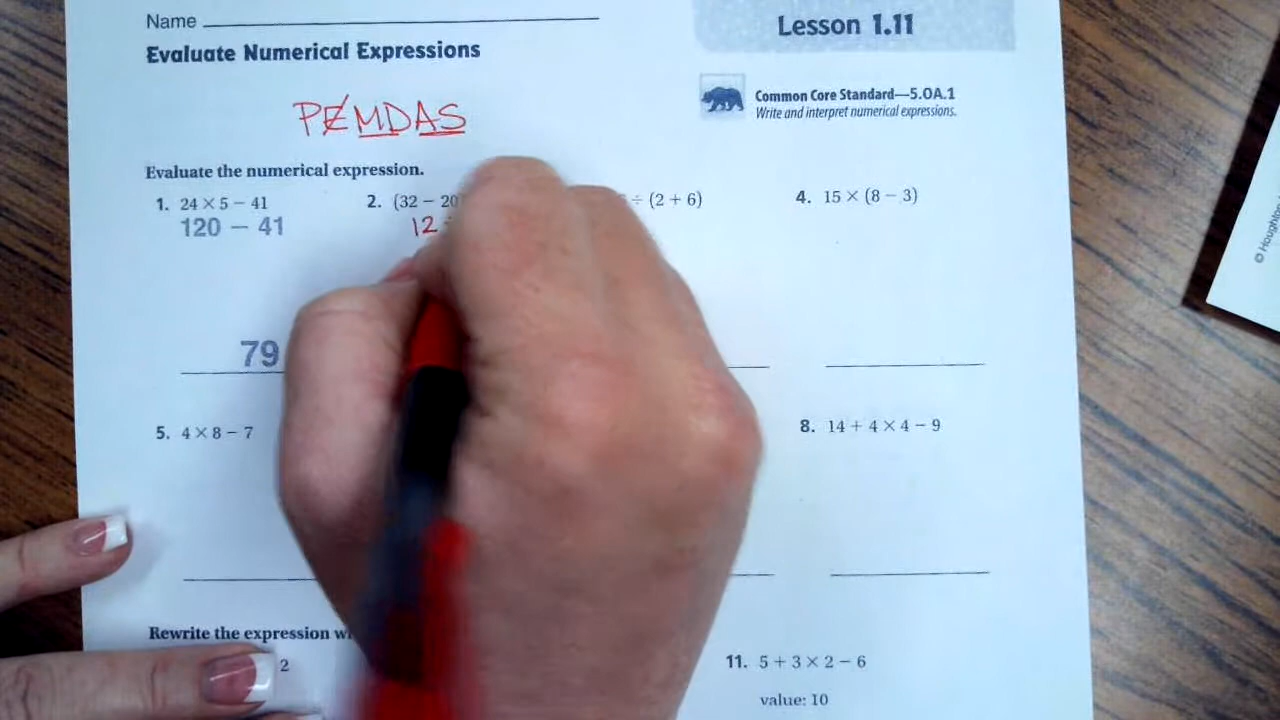 Name
Lesson 1.11
Evaluate Numerical Expressions
Common Core Standard—5.OA.1
Write and interpret numerical expressions.
PEMDAS
Evaluate the numerical expression.
1. 24 × 5 − 41
2. (32 − 20
÷ (2 + 6)
4. 15 × (8 − 3)
120 − 41
12
79
5. 4 × 8 − 7
8. 14 + 4 × 4 − 9
Rewrite the expression
2
11. 5 + 3 × 2 − 6
value: 10
© Houghton